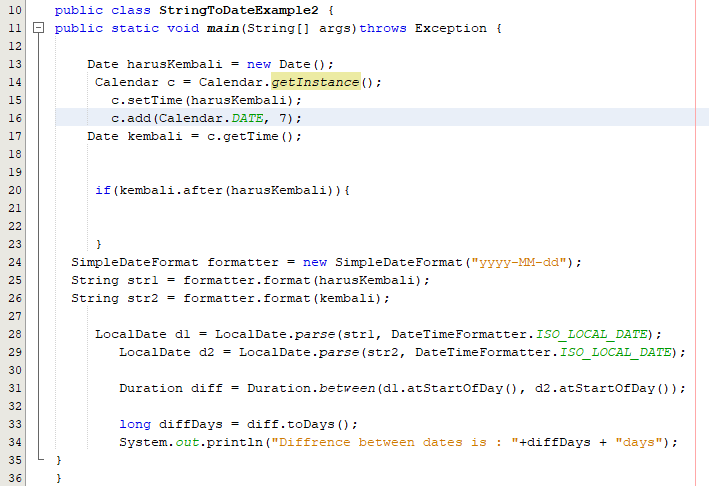 10 public class StringToDateExample2 {
11 public static void main(String[] args)throws Exception {
12
13 Date harusKembali = new Date();
14 Calendar c = Calendar.getInstance();
15 c.setTime(harusKembali);
16 c.add(Calendar.DATE, 7);
17 Date kembali = c.getTime();
18
19
20 if(kembali.after(harusKembali)){
21
22
23 }
24 SimpleDateFormat formatter = new SimpleDateFormat("yyyy-MM-dd");
25 String str1 = formatter.format(harusKembali);
26 String str2 = formatter.format(kembali);
27
28 LocalDate d1 = LocalDate.parse(str1, DateTimeFormatter.ISO_LOCAL_DATE);
29 LocalDate d2 = LocalDate.parse(str2, DateTimeFormatter.ISO_LOCAL_DATE);
30
31 Duration diff = Duration.between(d1.atStartOfDay(), d2.atStartOfDay());
32
33 long diffDays = diff.toDays();
34 System.out.println("Diffrence between dates is : "+diffDays + "days");
35 }
36 }